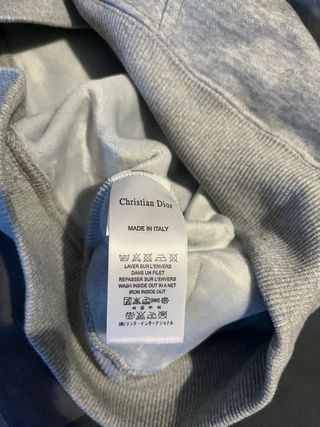 Christian Dior
MADE IN ITALY
LAVER SUR L'ENVERS
DANS UN FILET
REPASSER SUR L'ENVERS
WASH INSIDE OUT IN A NET
IRON INSIDE OUT
(株)リンク・インターナショナル